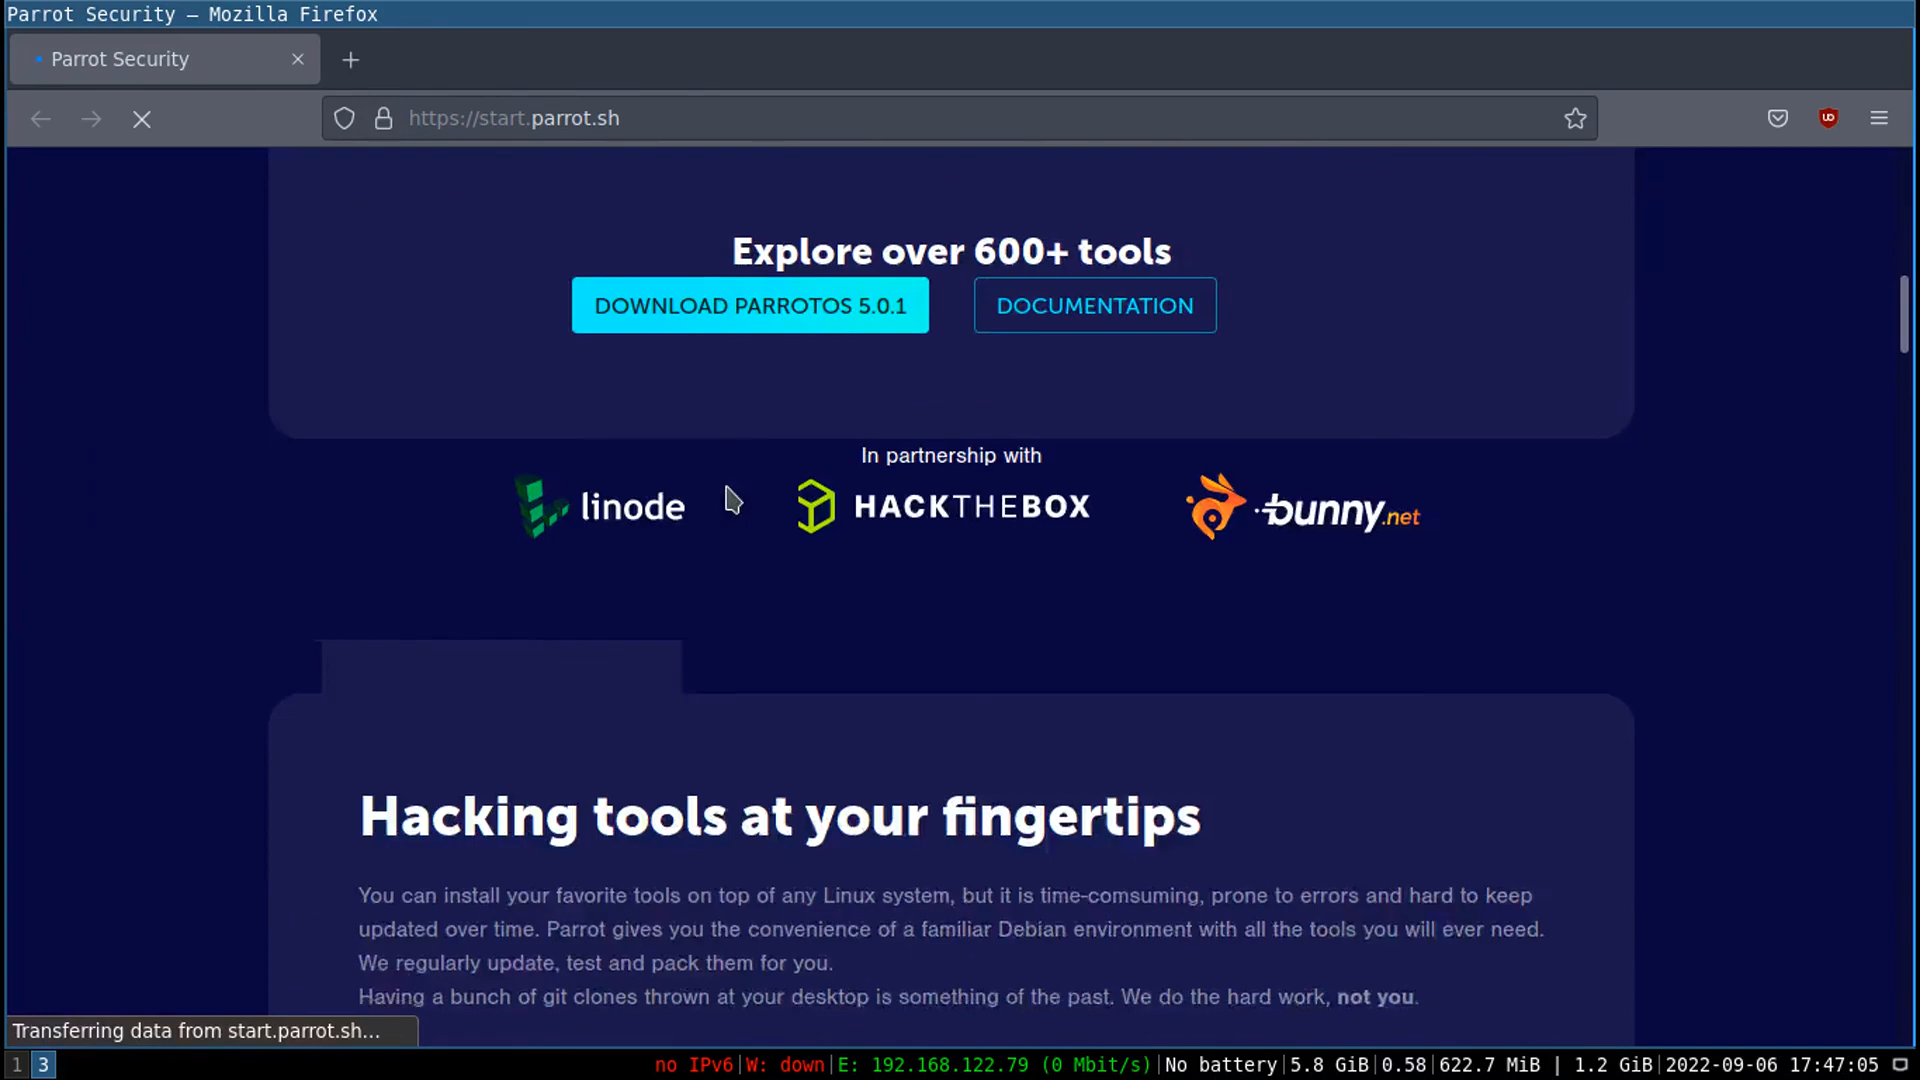 Parrot Security — Mozilla Firefox
Parrot Security
https://start.parrot.sh
Explore over 600+ tools
DOWNLOAD PARROTOS 5.0.1
DOCUMENTATION
In partnership with
linode
HACKTHEBOX
bunny.net
Hacking tools at your fingertips
You can install your favorite tools on top of any Linux system, but it is time-comsuming, prone to errors and hard to keep
updated over time. Parrot gives you the convenience of a familiar Debian environment with all the tools you will ever need.
We regularly update, test and pack them for you.
Having a bunch of git clones thrown at your desktop is something of the past. We do the hard work, not you.
Transferring data from start.parrot.sh…
1 3
no IPv6|W: down|E: 192.168.122.79 (0 Mbit/s)|No battery|5.8 GiB|0.58|622.7 MiB | 1.2 GiB|2022-09-06 17:47:05